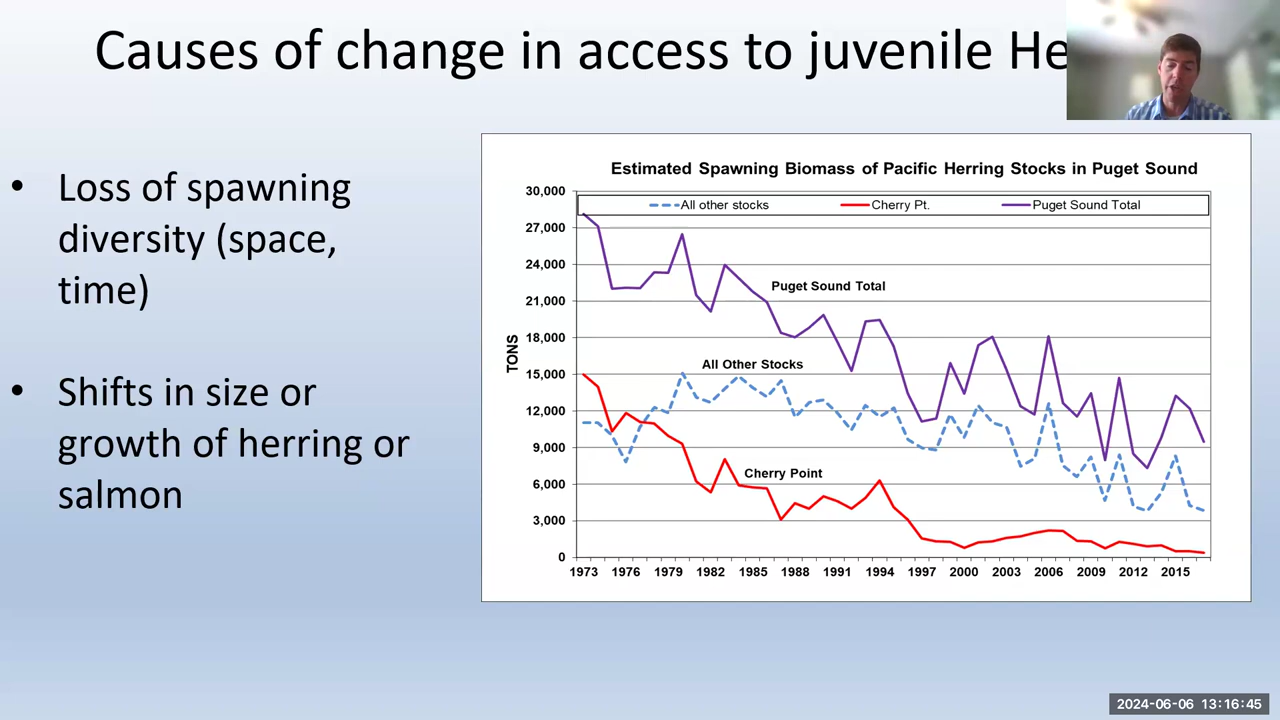 Causes of change in access to juvenile He
• Loss of spawning
diversity (space,
time)
• Shifts in size or
growth of herring or
salmon
Estimated Spawning Biomass of Pacific Herring Stocks in Puget Sound
All other stocks Cherry Pt. Puget Sound Total
TONS
30,000
27,000
24,000
21,000
18,000
15,000
12,000
9,000
6,000
3,000
0
Puget Sound Total
All Other Stocks
Cherry Point
1973 1976 1979 1982 1985 1988 1991 1994 1997 2000 2003 2006 2009 2012 2015
2024-06-06 13:16:45